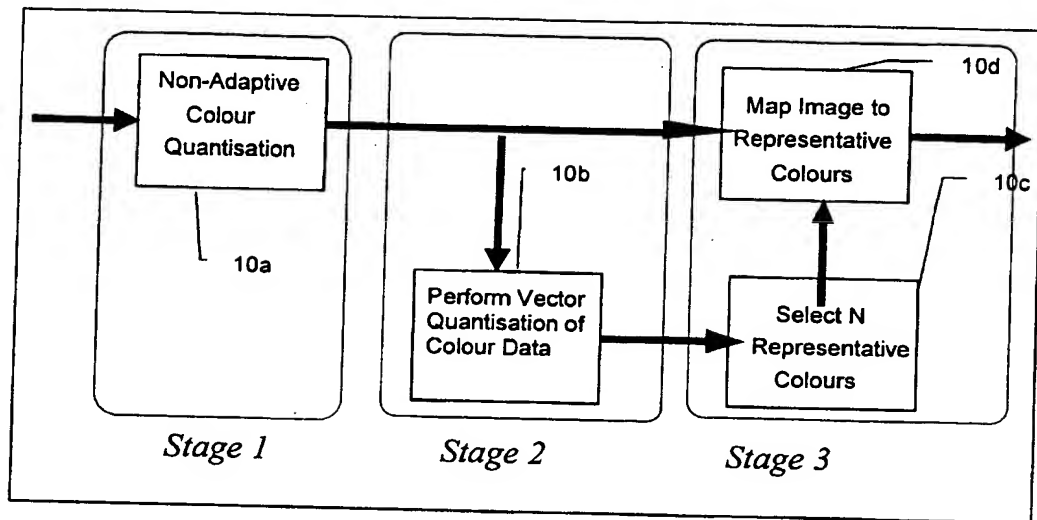 Non-Adaptive
Colour
Quantisation
10a
Stage 1
10b
Perform Vector
Quantisation of
Colour Data
Stage 2
10d
Map Image to
Representative
Colours
10c
Select N
Representative
Colours
Stage 3